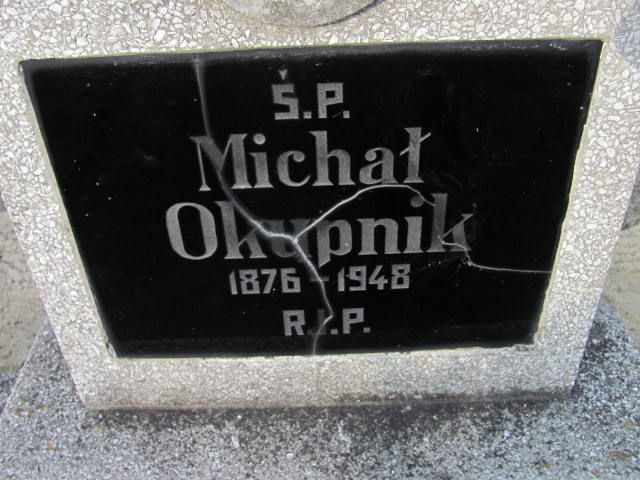 Ś.P.
Michał
Okupnik
1876-1948
R.I.P.